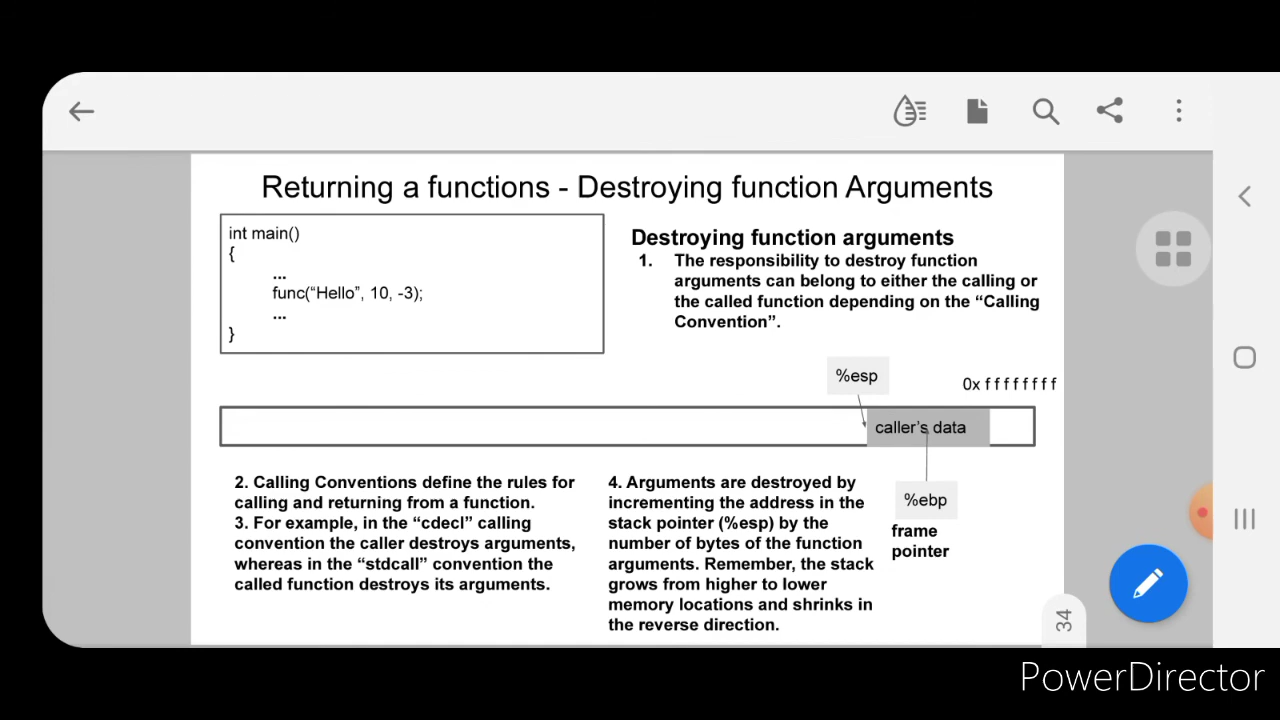 Returning a functions - Destroying function Arguments
int main()
{
...
func(“Hello”, 10, -3);
...
}
Destroying function arguments
1. The responsibility to destroy function
arguments can belong to either the calling or
the called function depending on the “Calling
Convention”.
%esp
0x f f f f f f f f
caller’s data
%ebp
frame
pointer
2. Calling Conventions define the rules for
calling and returning from a function.
3. For example, in the “cdecl” calling
convention the caller destroys arguments,
whereas in the “stdcall” convention the
called function destroys its arguments.
4. Arguments are destroyed by
incrementing the address in the
stack pointer (%esp) by the
number of bytes of the function
arguments. Remember, the stack
grows from higher to lower
memory locations and shrinks in
the reverse direction.
34
PowerDirector